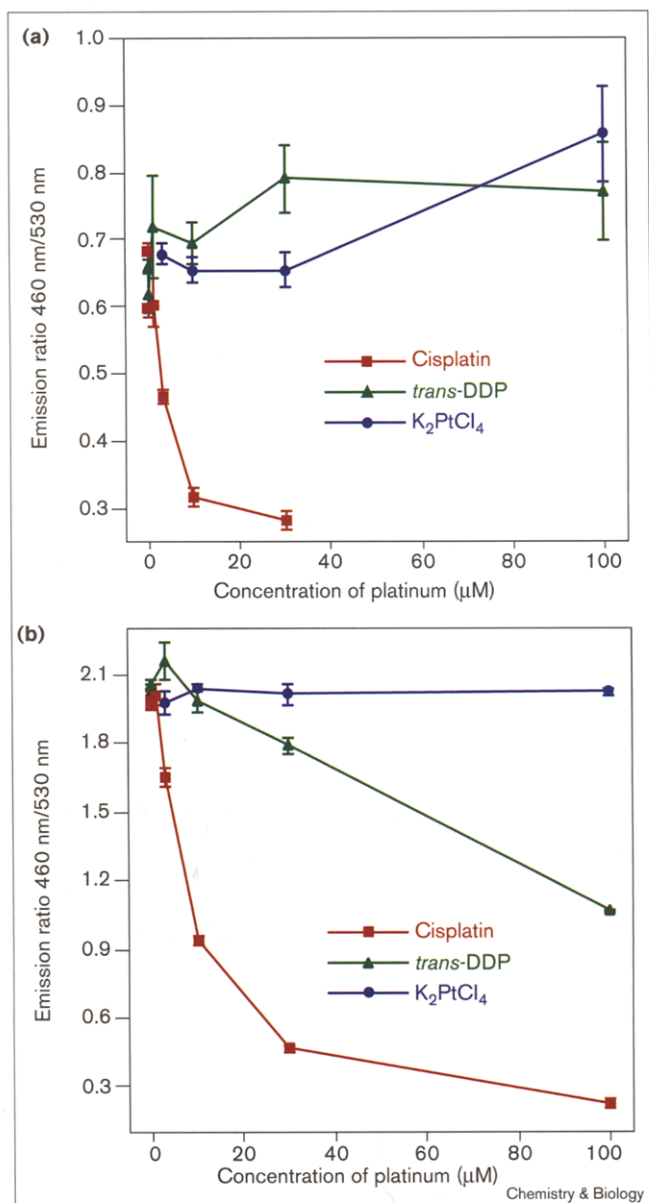 (a)
1.0
0.9
0.8
0.7
0.6
0.5
0.4
0.3
Emission ratio 460 nm/530 nm
Cisplatin
trans-DDP
K₂PtCl₄
0 20 40 60 80 100
Concentration of platinum (μM)
(b)
2.1
1.8
1.5
1.2
0.9
0.6
0.3
Emission ratio 460 nm/530 nm
Cisplatin
trans-DDP
K₂PtCl₄
0 20 40 60 80 100
Concentration of platinum (μM)
Chemistry & Biology